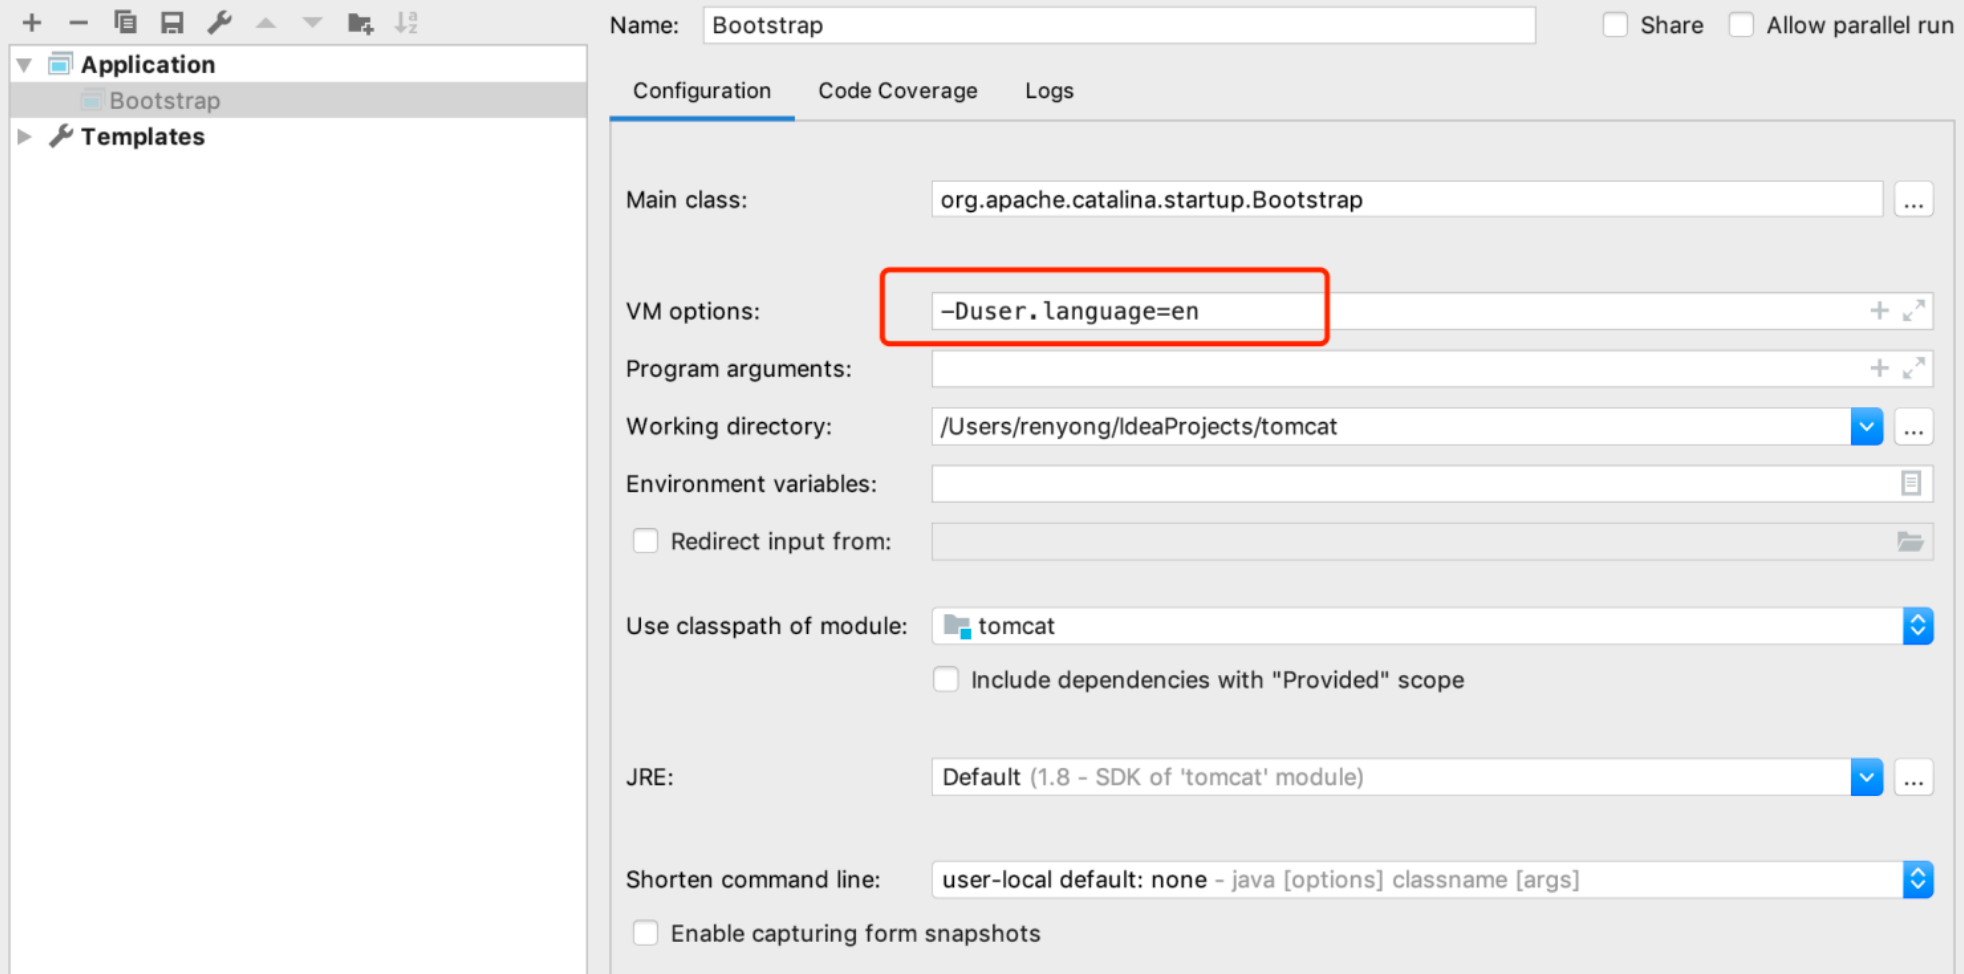 Application
Bootstrap
Templates
Name: Bootstrap
Share
Allow parallel run
Configuration
Code Coverage
Logs
Main class: org.apache.catalina.startup.Bootstrap ...
VM options: -Duser.language=en
Program arguments:
Working directory: /Users/renyong/IdeaProjects/tomcat ...
Environment variables:
Redirect input from:
Use classpath of module: tomcat
Include dependencies with "Provided" scope
JRE: Default (1.8 - SDK of 'tomcat' module) ...
Shorten command line: user-local default: none - java [options] classname [args]
Enable capturing form snapshots